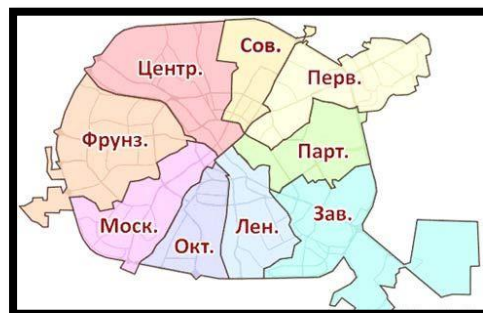 Сов.
Центр.
Перв.
Фрунз.
Парт.
Моск.
Окт.
Лен.
Зав.